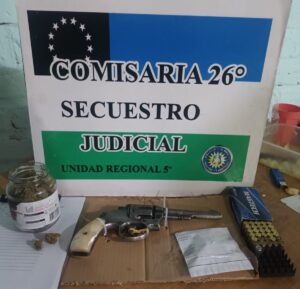 COMISARIA 26°
SECUESTRO
JUDICIAL
UNIDAD REGIONAL 5°